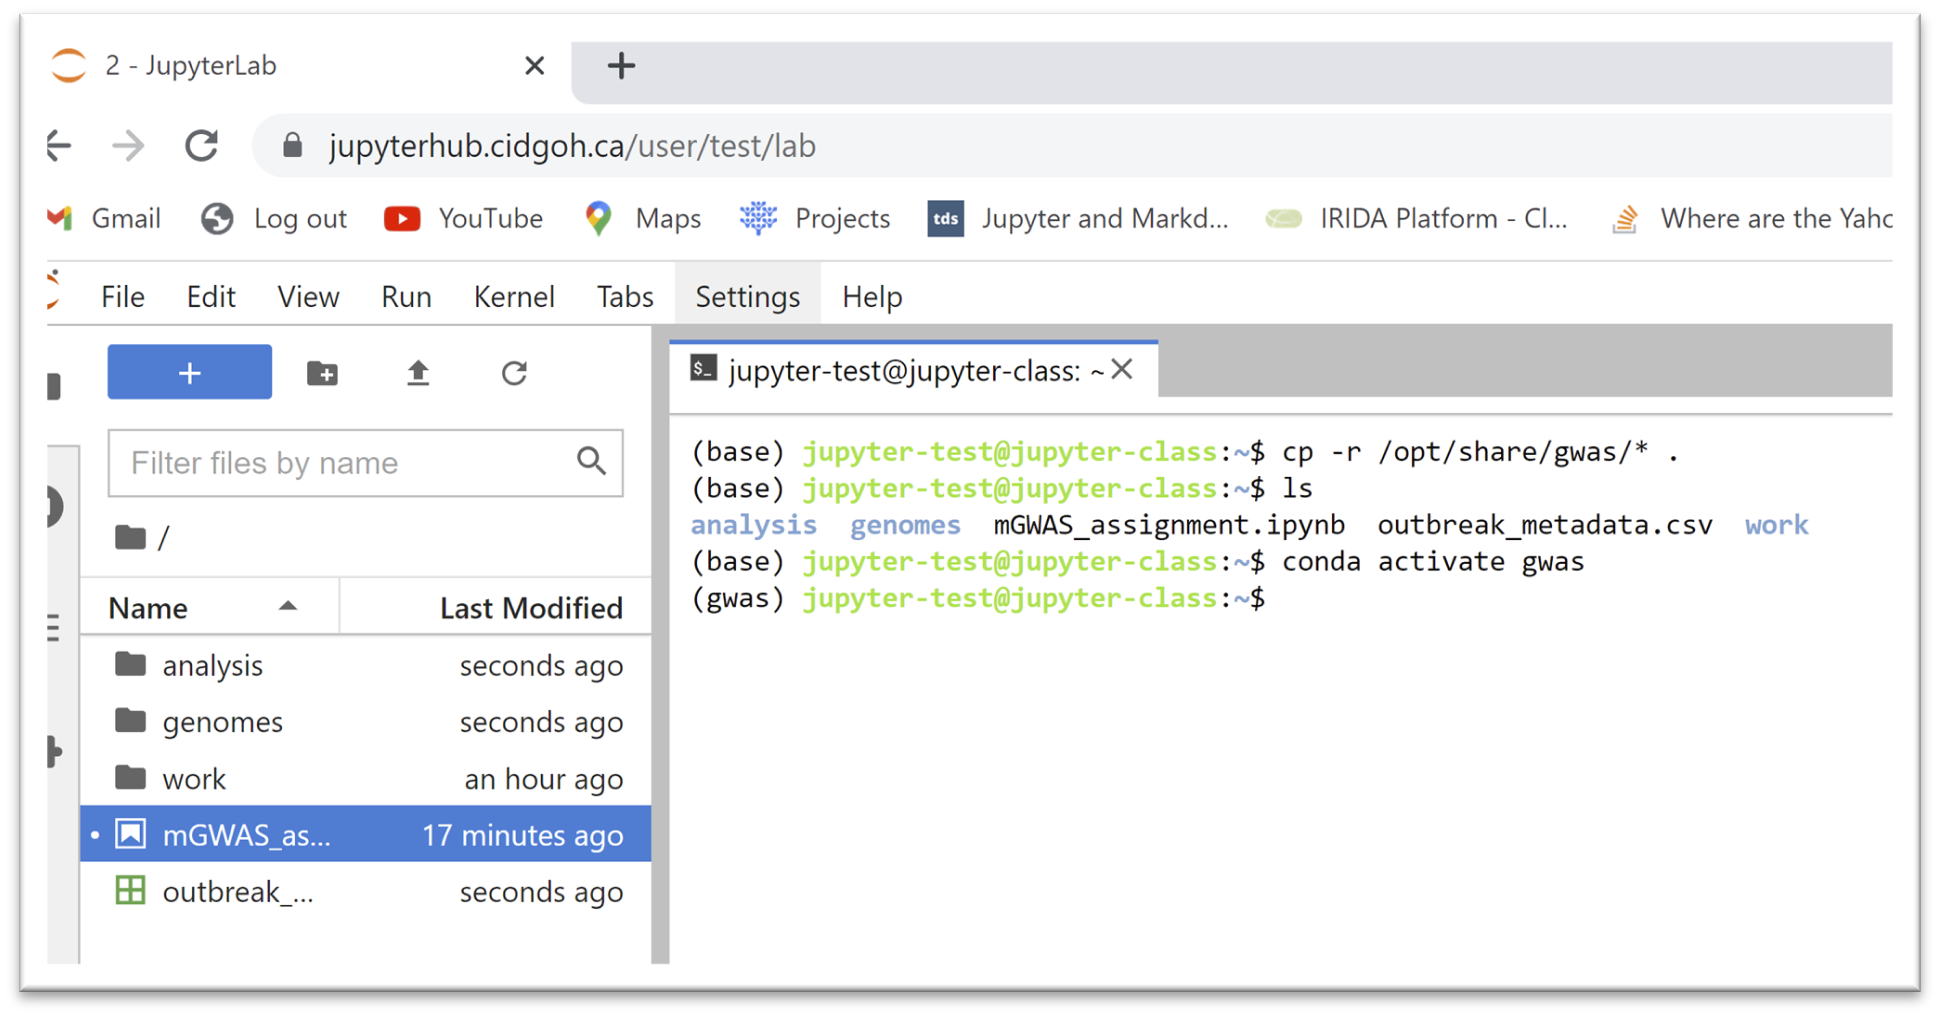 2 - JupyterLab
jupyterhub.cidgoh.ca/user/test/lab
Gmail Log out YouTube Maps Projects tds Jupyter and Markd... IRIDA Platform - Cl... Where are the Yahc
File Edit View Run Kernel Tabs Settings Help
$_ jupyter-test@jupyter-class: ~
Filter files by name
/
Name Last Modified
analysis seconds ago
genomes seconds ago
work an hour ago
mGWAS_as... 17 minutes ago
outbreak_... seconds ago
(base) jupyter-test@jupyter-class:~$ cp -r /opt/share/gwas/* .
(base) jupyter-test@jupyter-class:~$ ls
analysis genomes mGWAS_assignment.ipynb outbreak_metadata.csv work
(base) jupyter-test@jupyter-class:~$ conda activate gwas
(gwas) jupyter-test@jupyter-class:~$